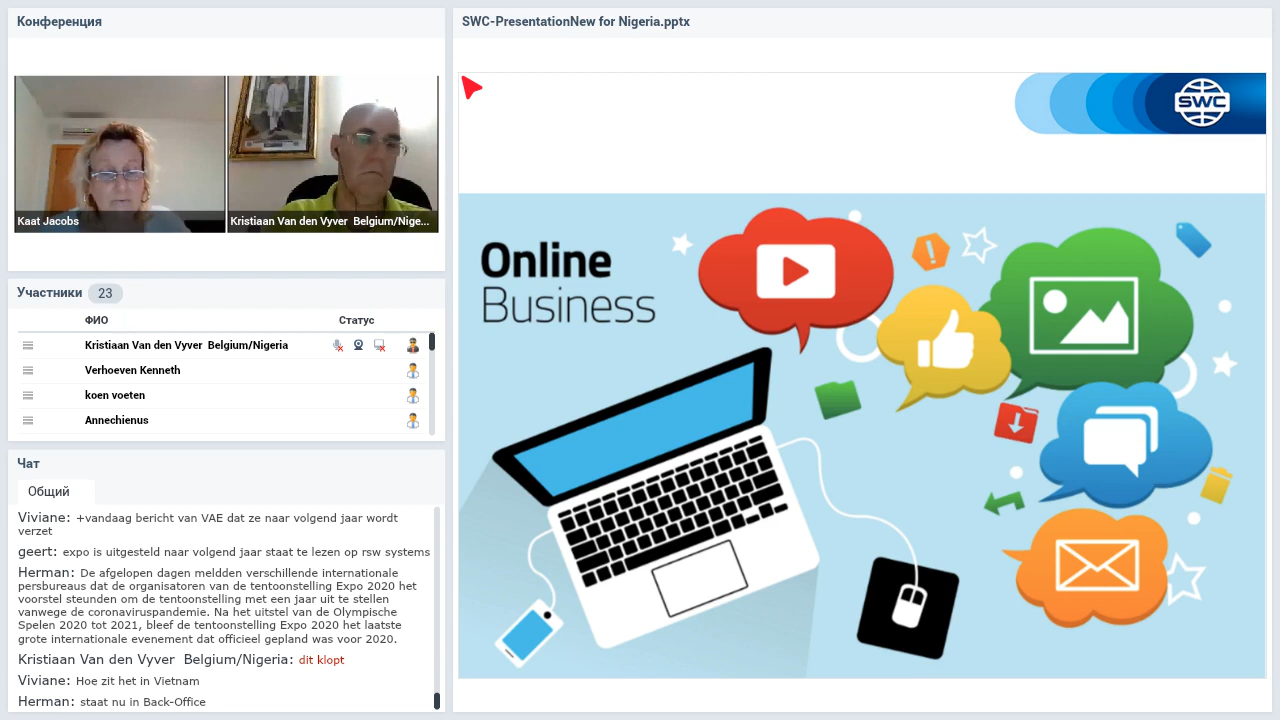 Конференция
Kaat Jacobs
Kristiaan Van den Vyver  Belgium/Nige...
Участники 23
ФИО Статус
Kristiaan Van den Vyver  Belgium/Nigeria
Verhoeven Kenneth
koen voeten
Annechienus
Чат
Общий
Viviane: +vandaag bericht van VAE dat ze naar volgend jaar wordt
verzet
geert: expo is uitgesteld naar volgend jaar staat te lezen op rsw systems
Herman: De afgelopen dagen meldden verschillende internationale
persbureaus dat de organisatoren van de tentoonstelling Expo 2020 het
voorstel steunden om de tentoonstelling met een jaar uit te stellen
vanwege de coronaviruspandemie. Na het uitstel van de Olympische
Spelen 2020 tot 2021, bleef de tentoonstelling Expo 2020 het laatste
grote internationale evenement dat officieel gepland was voor 2020.
Kristiaan Van den Vyver  Belgium/Nigeria: dit klopt
Viviane: Hoe zit het in Vietnam
Herman: staat nu in Back-Office
SWC-PresentationNew for Nigeria.pptx
SWC
Online
Business